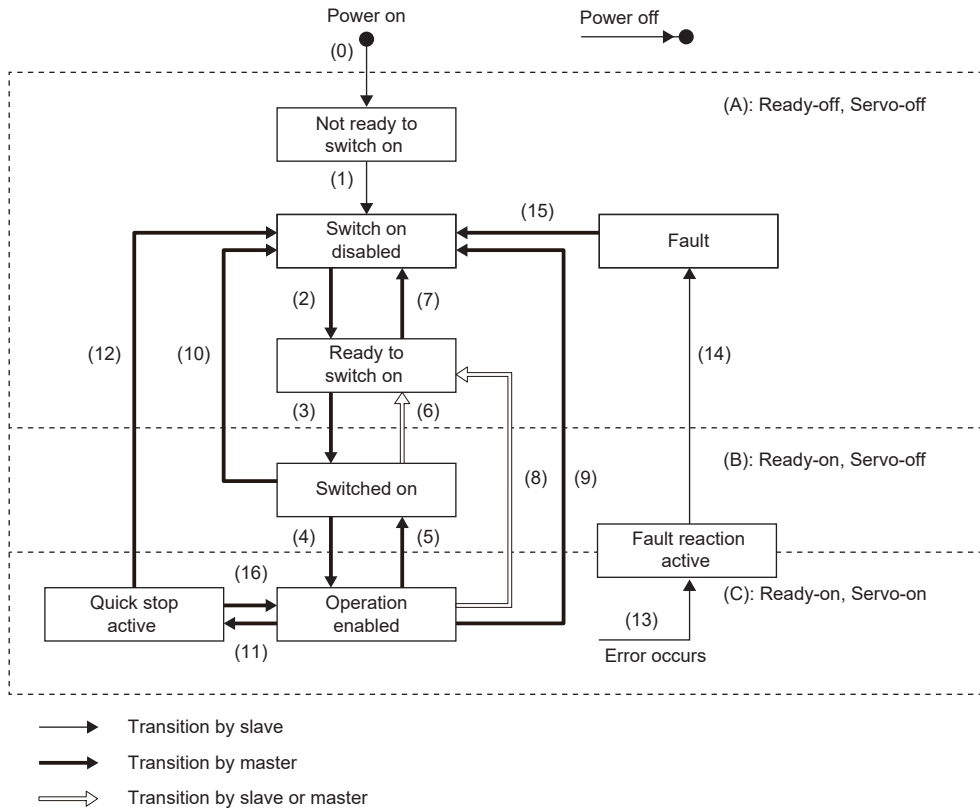 Power on
Power off
(0)
(A): Ready-off, Servo-off
Not ready to
switch on
(1)
(15)
Switch on
disabled
Fault
(2)
(7)
(12)
(10)
Ready to
switch on
(14)
(3)
(6)
(B): Ready-on, Servo-off
(8)
(9)
Switched on
(4)
(5)
Fault reaction
active
(16)
(C): Ready-on, Servo-on
Quick stop
active
Operation
enabled
(13)
(11)
Error occurs
Transition by slave
Transition by master
Transition by slave or master